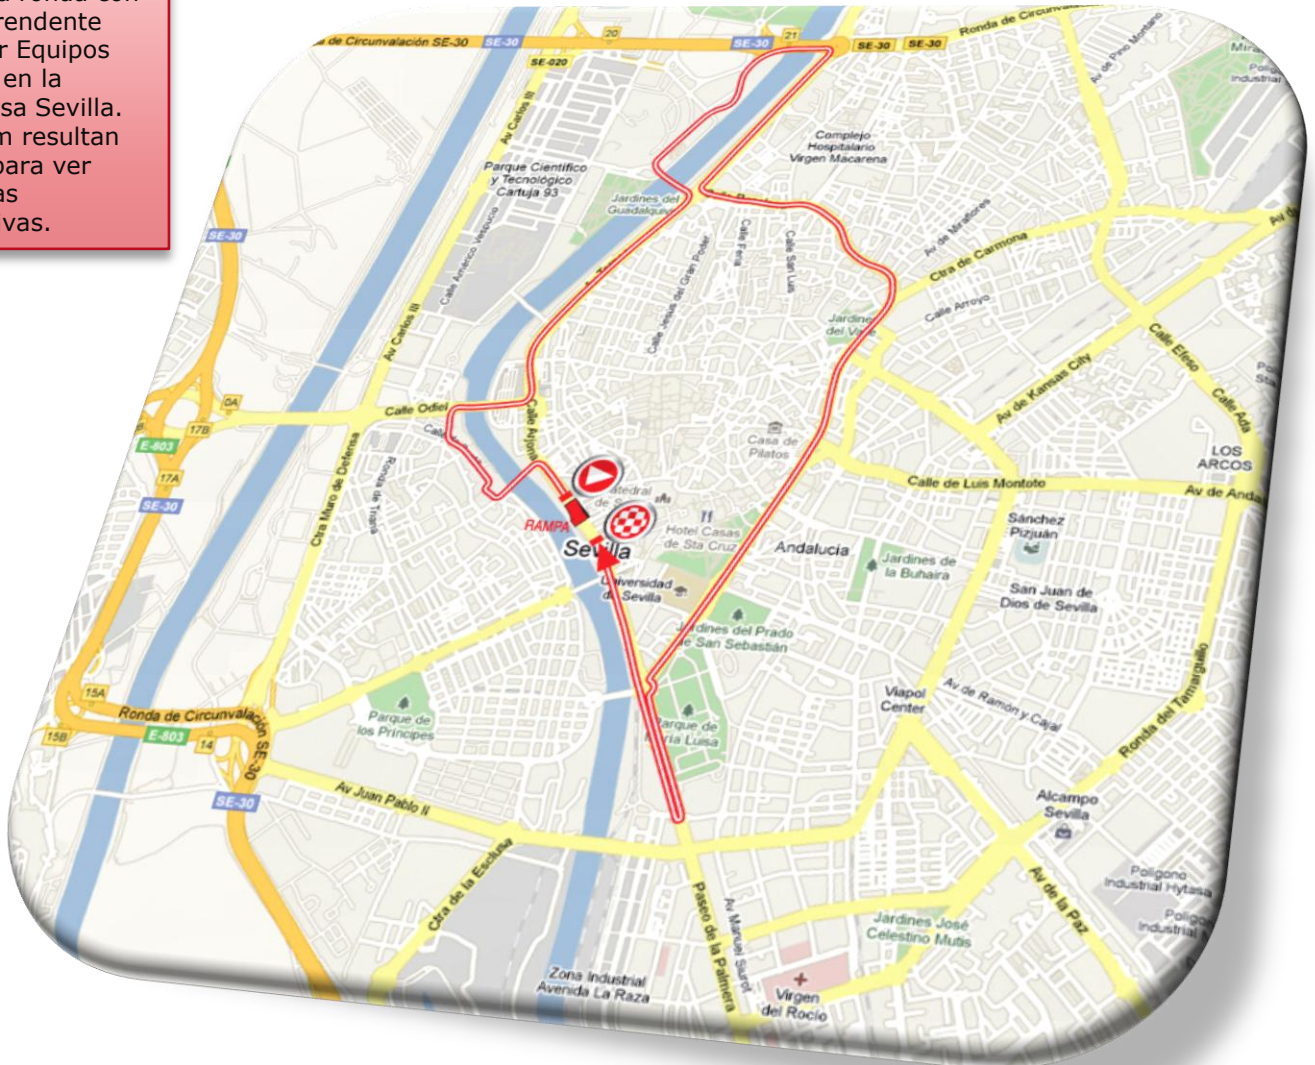 rendente
r Equipos
en la
sa Sevilla.
m resultan
para ver
as
vas.
de Circunvalación SE-30
SE-30
20
SE-30
21
SE-30
SE-30
Ronda de
SE-020
Av de Pino Montano
Industrial
Av Carlos III
Complejo
Hospitalario
Virgen Macarena
Parque Científico
y Tecnológico
Cartuja 93
Jardines del
Guadalquivir
SE-30
Calle Américo Vespucio
Calle Jesús del Gran Poder
Calle Feria
Calle San Luis
Av de Miraflores
Ctra de Carmona
Calle Arroyo
Av Carlos III
Jardines
del Valle
Calle Efeso
Av de Kansas City
Calle Ada
0A
17B
E-803
17A
SE-30
Calle Odiel
Calle Arjona
Ronda de Triana
Ctra Muro de Defensa
Casa de
Pilatos
LOS
ARCOS
Calle de Luis Montoto
Av de Anda
RAMPA
Sevilla
Hotel Casas
de Sta Cruz
Andalucia
Sánchez
Pizjuán
Jardines de
la Buhaira
San Juan de
Dios de Sevilla
Universidad
de Sevilla
Jardines del Prado
de San Sebastián
15A
Ronda de Circunvalación SE-30
15B
E-803
14
SE-30
Parque de
los Príncipes
Parque de
María Luisa
Viapol
Center
Av de Ramón y Cajal
Ronda del Tamarguillo
Av Juan Pablo II
Alcampo
Sevilla
Ctra de la Esclusa
Paseo de la Palmera
Av Manuel Siurot
Av de la Paz
Poligono
Industrial Hytasa
Jardines José
Celestino Mutis
Industrial
Zona Industrial
Avenida La Raza
Virgen
del Rocío